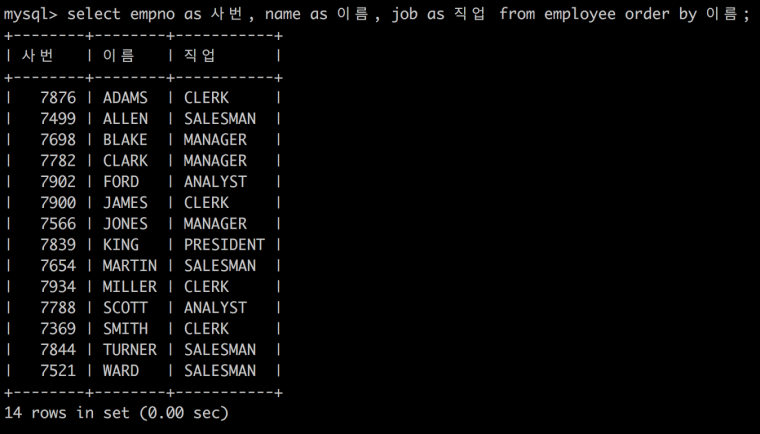 mysql> select empno as 사번, name as 이름, job as 직업 from employee order by 이름;
+--------+--------+-----------+
| 사번   | 이름   | 직업      |
+--------+--------+-----------+
|   7876 | ADAMS  | CLERK     |
|   7499 | ALLEN  | SALESMAN  |
|   7698 | BLAKE  | MANAGER   |
|   7782 | CLARK  | MANAGER   |
|   7902 | FORD   | ANALYST   |
|   7900 | JAMES  | CLERK     |
|   7566 | JONES  | MANAGER   |
|   7839 | KING   | PRESIDENT |
|   7654 | MARTIN | SALESMAN  |
|   7934 | MILLER | CLERK     |
|   7788 | SCOTT  | ANALYST   |
|   7369 | SMITH  | CLERK     |
|   7844 | TURNER | SALESMAN  |
|   7521 | WARD   | SALESMAN  |
+--------+--------+-----------+
14 rows in set (0.00 sec)